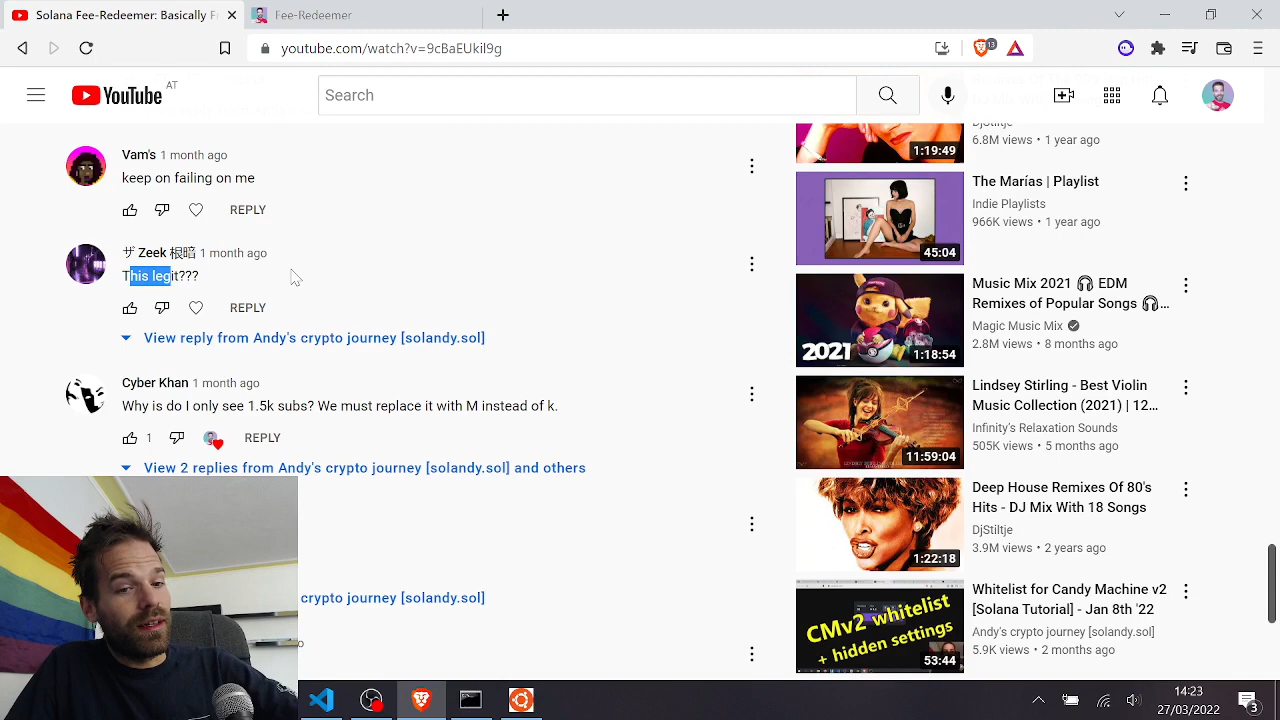 Solana Fee-Redeemer: Basically F
Fee-Redeemer
youtube.com/watch?v=9cBaEUkil9g
13
YouTube
AT
Search
Vam's 1 month ago
keep on failing on me
REPLY
ザ Zeek 根暗 1 month ago
This legit???
REPLY
View reply from Andy's crypto journey [solandy.sol]
Cyber Khan 1 month ago
Why is do I only see 1.5k subs? We must replace it with M instead of k.
1
REPLY
View 2 replies from Andy's crypto journey [solandy.sol] and others
crypto journey [solandy.sol]
DJ Mix With
DjStiltje
6.8M views • 1 year ago
1:19:49
The Marías | Playlist
Indie Playlists
966K views • 1 year ago
45:04
Music Mix 2021 🎧 EDM
Remixes of Popular Songs 🎧...
Magic Music Mix
2.8M views • 8 months ago
2021
1:18:54
Lindsey Stirling - Best Violin
Music Collection (2021) | 12...
Infinity's Relaxation Sounds
505K views • 5 months ago
11:59:04
Deep House Remixes Of 80's
Hits - DJ Mix With 18 Songs
DjStiltje
3.9M views • 2 years ago
1:22:18
Whitelist for Candy Machine v2
[Solana Tutorial] - Jan 8th '22
Andy's crypto journey [solandy.sol]
5.9K views • 2 months ago
CMv2 whitelist
+ hidden settings
53:44
14:23
27/03/2022
3